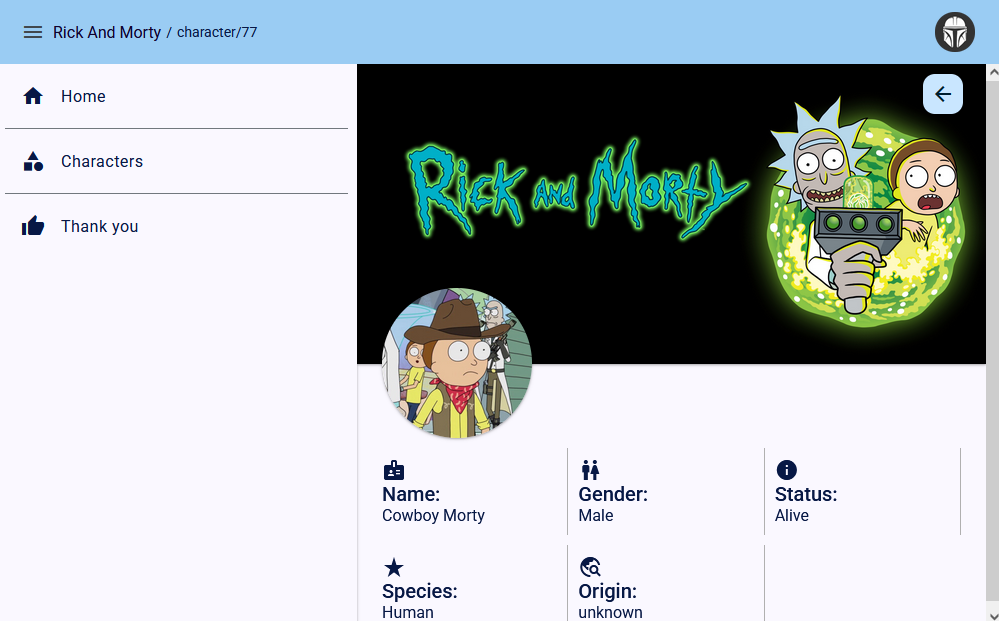 Rick And Morty / character/77
Home
Characters
Thank you
Rick And Morty
Name:
Cowboy Morty
Gender:
Male
Status:
Alive
Species:
Human
Origin:
unknown